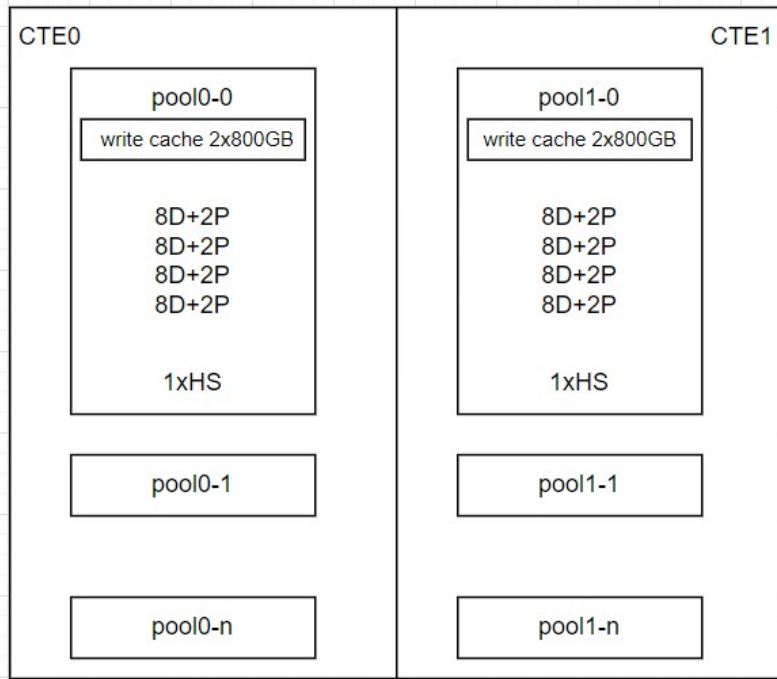 CTE0
pool0-0
write cache 2x800GB
8D+2P
8D+2P
8D+2P
8D+2P
1xHS
pool0-1
pool0-n
CTE1
pool1-0
write cache 2x800GB
8D+2P
8D+2P
8D+2P
8D+2P
1xHS
pool1-1
pool1-n